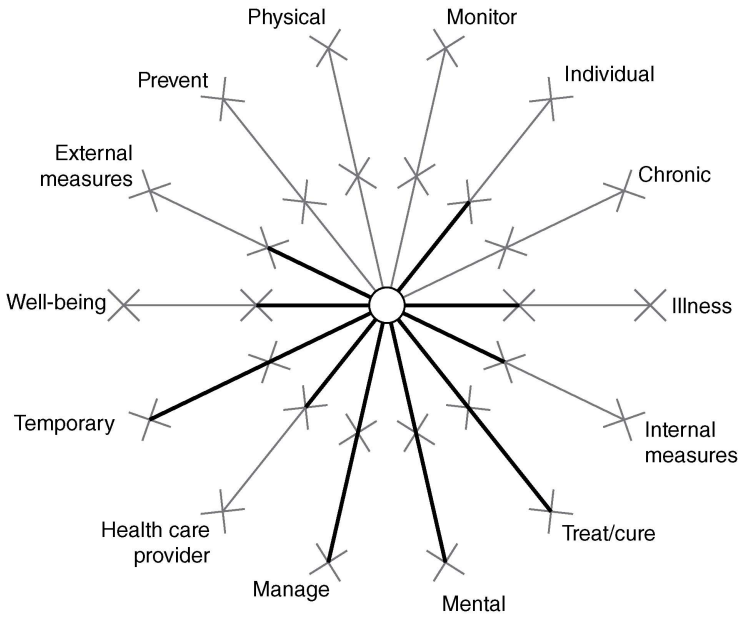 Physical
Monitor
Prevent
Individual
External
measures
Chronic
Well-being
Illness
Temporary
Internal
measures
Health care
provider
Treat/cure
Manage
Mental